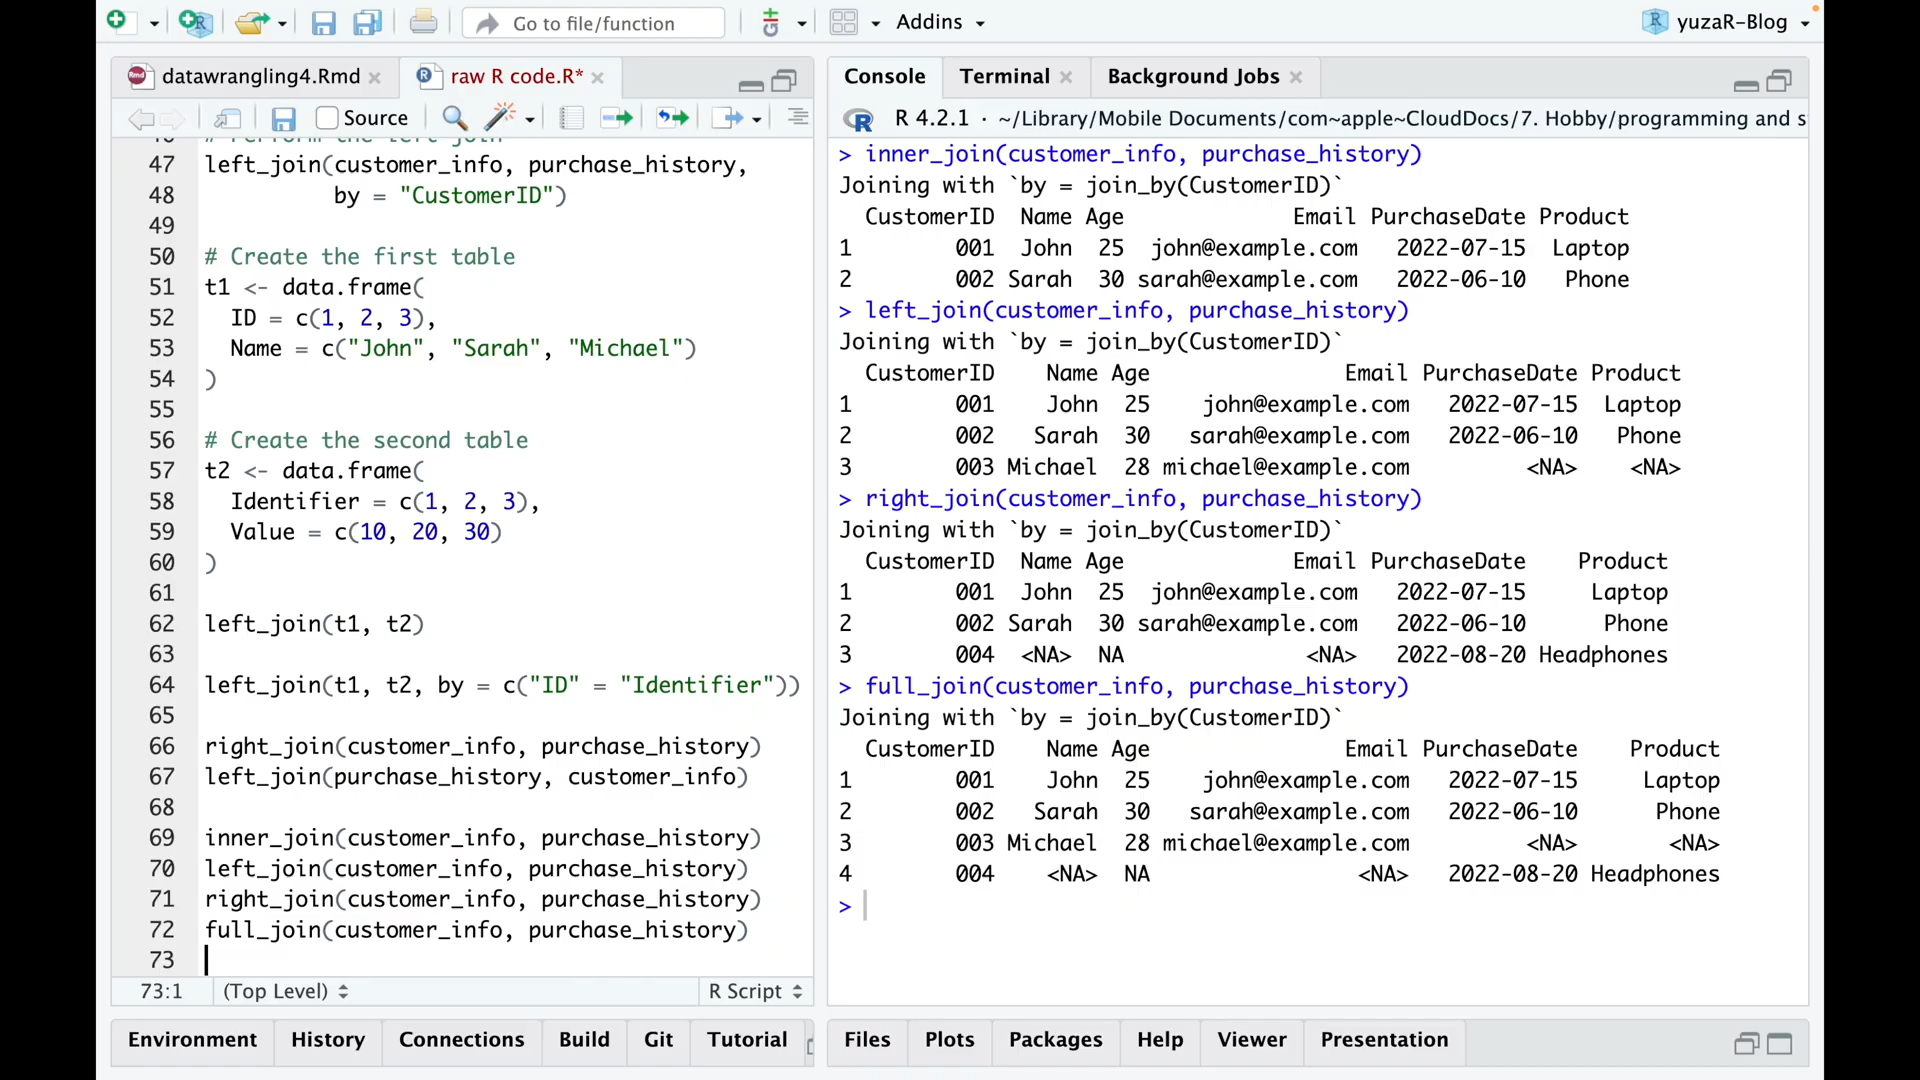 Go to file/function
Addins
yuzaR-Blog
datawrangling4.Rmd
raw R code.R*
Source
47 left_join(customer_info, purchase_history,
48 by = "CustomerID")
49
50 # Create the first table
51 t1 <- data.frame(
52 ID = c(1, 2, 3),
53 Name = c("John", "Sarah", "Michael")
54 )
55
56 # Create the second table
57 t2 <- data.frame(
58 Identifier = c(1, 2, 3),
59 Value = c(10, 20, 30)
60 )
61
62 left_join(t1, t2)
63
64 left_join(t1, t2, by = c("ID" = "Identifier"))
65
66 right_join(customer_info, purchase_history)
67 left_join(purchase_history, customer_info)
68
69 inner_join(customer_info, purchase_history)
70 left_join(customer_info, purchase_history)
71 right_join(customer_info, purchase_history)
72 full_join(customer_info, purchase_history)
73
73:1 (Top Level) R Script
Environment History Connections Build Git Tutorial
Console Terminal Background Jobs
R 4.2.1 · ~/Library/Mobile Documents/com~apple~CloudDocs/7. Hobby/programming and s
> inner_join(customer_info, purchase_history)
Joining with `by = join_by(CustomerID)`
CustomerID Name Age Email PurchaseDate Product
1 001 John 25 john@example.com 2022-07-15 Laptop
2 002 Sarah 30 sarah@example.com 2022-06-10 Phone
> left_join(customer_info, purchase_history)
Joining with `by = join_by(CustomerID)`
CustomerID Name Age Email PurchaseDate Product
1 001 John 25 john@example.com 2022-07-15 Laptop
2 002 Sarah 30 sarah@example.com 2022-06-10 Phone
3 003 Michael 28 michael@example.com <NA> <NA>
> right_join(customer_info, purchase_history)
Joining with `by = join_by(CustomerID)`
CustomerID Name Age Email PurchaseDate Product
1 001 John 25 john@example.com 2022-07-15 Laptop
2 002 Sarah 30 sarah@example.com 2022-06-10 Phone
3 004 <NA> NA <NA> 2022-08-20 Headphones
> full_join(customer_info, purchase_history)
Joining with `by = join_by(CustomerID)`
CustomerID Name Age Email PurchaseDate Product
1 001 John 25 john@example.com 2022-07-15 Laptop
2 002 Sarah 30 sarah@example.com 2022-06-10 Phone
3 003 Michael 28 michael@example.com <NA> <NA>
4 004 <NA> NA <NA> 2022-08-20 Headphones
>
Files Plots Packages Help Viewer Presentation